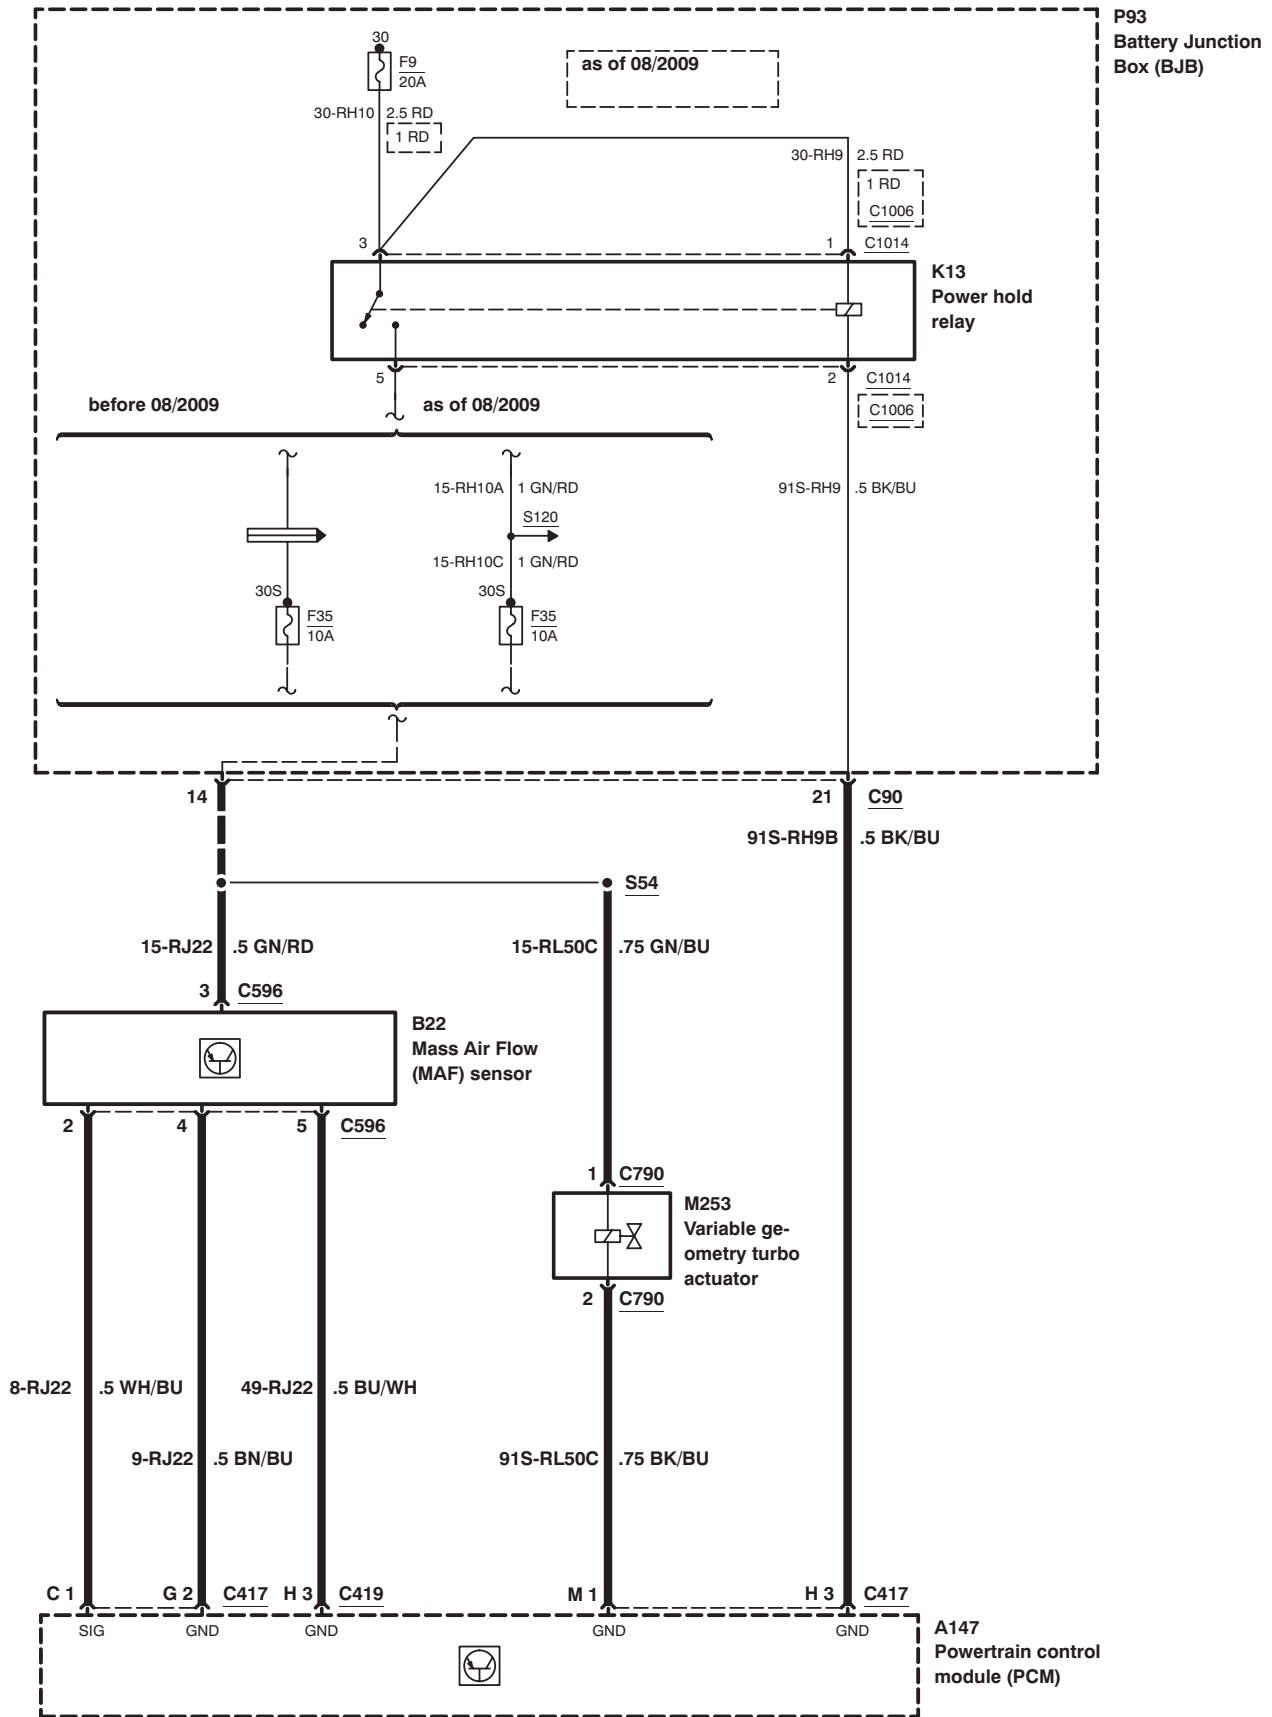 P93
Battery Junction
Box (BJB)
30
F9
20A
as of 08/2009
30-RH10 2.5 RD
1 RD
30-RH9 2.5 RD
1 RD
C1006
3
1 C1014
K13
Power hold
relay
5
2 C1014
C1006
before 08/2009
as of 08/2009
15-RH10A 1 GN/RD
91S-RH9 .5 BK/BU
S120
15-RH10C 1 GN/RD
30S
F35
10A
30S
F35
10A
14
21 C90
91S-RH9B .5 BK/BU
S54
15-RJ22 .5 GN/RD
15-RL50C .75 GN/BU
3 C596
B22
Mass Air Flow
(MAF) sensor
2 4 5 C596
1 C790
M253
Variable ge-
ometry turbo
actuator
2 C790
8-RJ22 .5 WH/BU
49-RJ22 .5 BU/WH
9-RJ22 .5 BN/BU
91S-RL50C .75 BK/BU
C 1 G 2 C417 H 3 C419 M 1 H 3 C417
SIG GND GND GND GND
A147
Powertrain control
module (PCM)